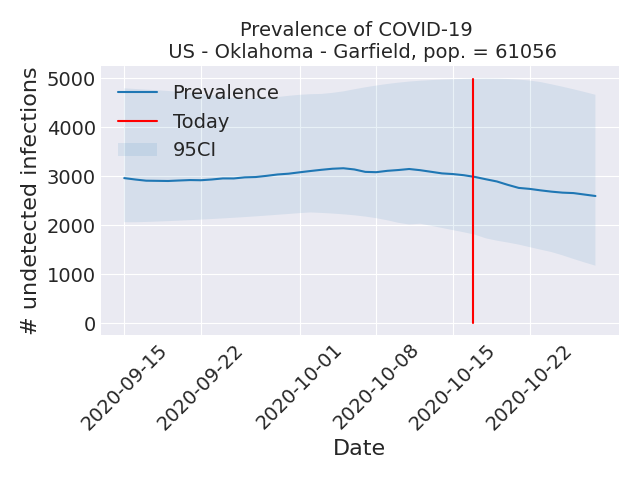 Prevalence of COVID-19
US - Oklahoma - Garfield, pop. = 61056
# undetected infections
5000
4000
3000
2000
1000
0
Prevalence
Today
95CI
2020-09-15
2020-09-22
2020-10-01
2020-10-08
2020-10-15
2020-10-22
Date